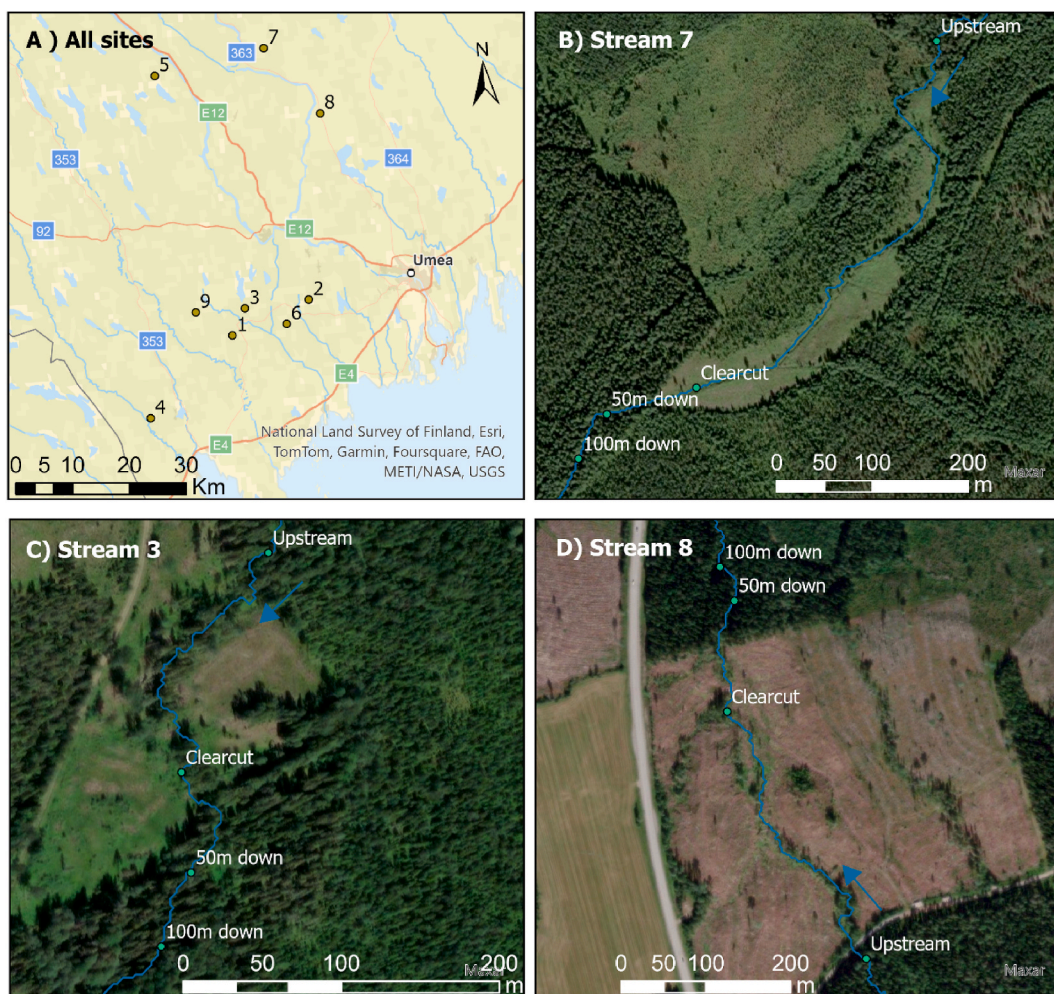 A ) All sites
N
7
363
5
E12
8
353
364
92
E12
Umea
2
3
9
6
1
353
E4
4
E4
National Land Survey of Finland, Esri,
TomTom, Garmin, Foursquare, FAO,
METI/NASA, USGS
0 5 10 20 30
Km
B) Stream 7
Upstream
Clearcut
50m down
100m down
0 50 100 200
m
Maxar
C) Stream 3
Upstream
Clearcut
50m down
100m down
0 50 100 200
m
Maxar
D) Stream 8
100m down
50m down
Clearcut
Upstream
0 50 100 200
m
Maxar